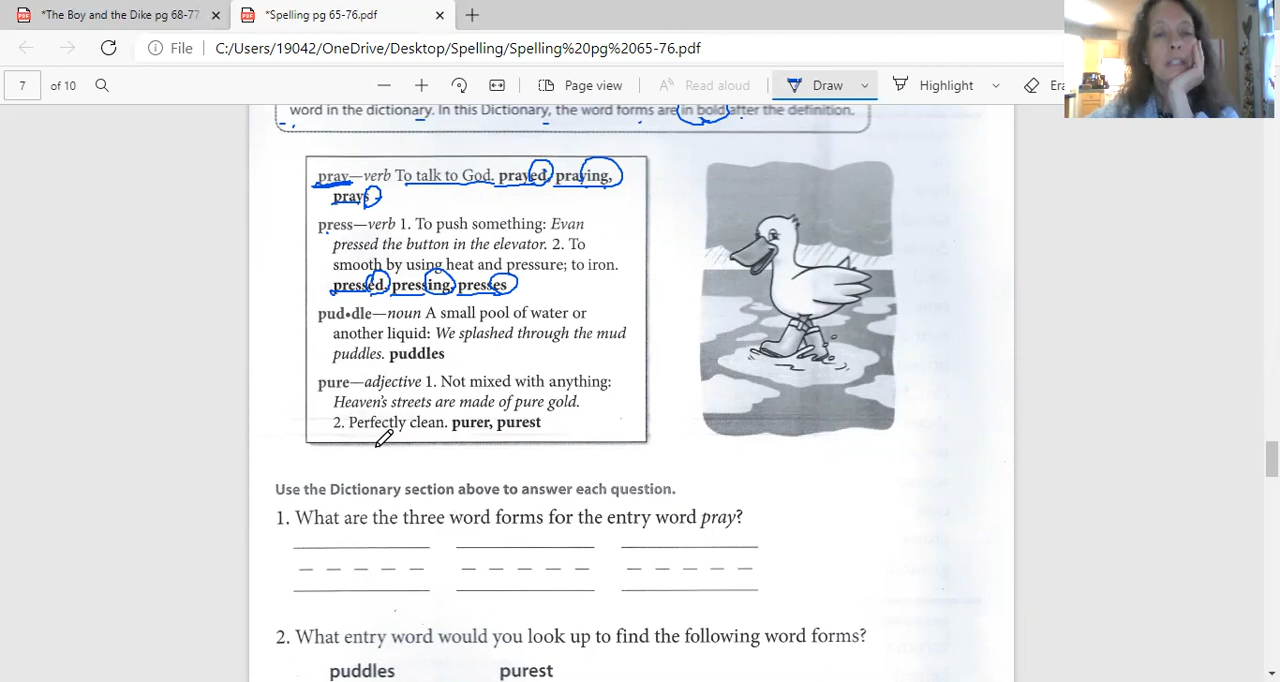 *The Boy and the Dike pg 68-77
*Spelling pg 65-76.pdf
File C:/Users/19042/OneDrive/Desktop/Spelling/Spelling%20pg%2065-76.pdf
7 of 10 Page view Read aloud Draw Highlight Era
word in the dictionary. In this Dictionary, the word forms are in bold after the definition.
pray—verb To talk to God. prayed, praying,
prays
press—verb 1. To push something: Evan
pressed the button in the elevator. 2. To
smooth by using heat and pressure; to iron.
pressed, pressing, presses
pud•dle—noun A small pool of water or
another liquid: We splashed through the mud
puddles. puddles
pure—adjective 1. Not mixed with anything:
Heaven's streets are made of pure gold.
2. Perfectly clean. purer, purest
Use the Dictionary section above to answer each question.
1. What are the three word forms for the entry word pray?
2. What entry word would you look up to find the following word forms?
puddles purest